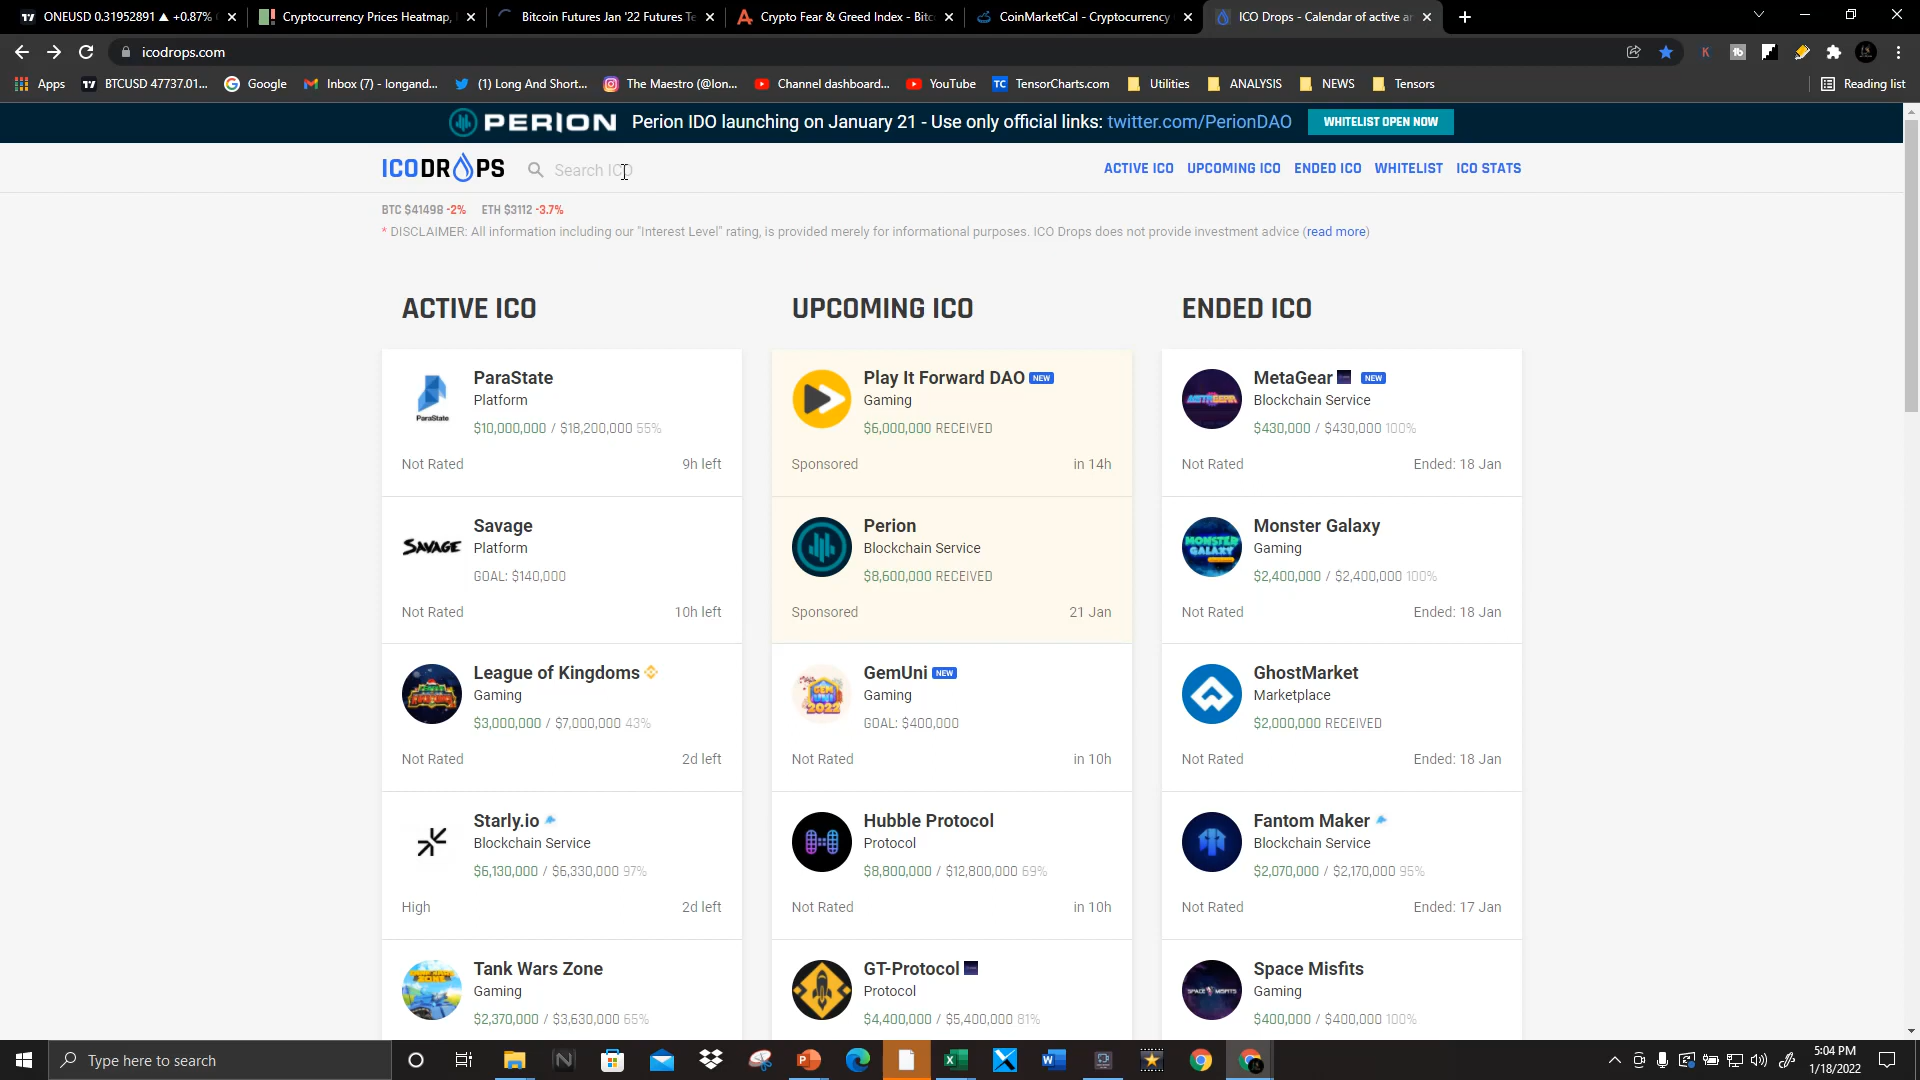 ONEUSD 0.31952891 ▲ +0.87%
Cryptocurrency Prices Heatmap,
Bitcoin Futures Jan '22 Futures Te
Crypto Fear & Greed Index - Bitc
CoinMarketCal - Cryptocurrency
ICO Drops - Calendar of active ar
icodrops.com
Apps
BTCUSD 47737.01...
Google
Inbox (7) - longand...
(1) Long And Short...
The Maestro (@lon...
Channel dashboard...
YouTube
TC TensorCharts.com
Utilities
ANALYSIS
NEWS
Tensors
Reading list
PERION Perion IDO launching on January 21 - Use only official links: twitter.com/PerionDAO WHITELIST OPEN NOW
ICODROPS Search ICO ACTIVE ICO UPCOMING ICO ENDED ICO WHITELIST ICO STATS
BTC $41498 -2% ETH $3112 -3.7%
* DISCLAIMER: All information including our "Interest Level" rating, is provided merely for informational purposes. ICO Drops does not provide investment advice (read more)
ACTIVE ICO
ParaState
ParaState
Platform
$10,000,000 / $18,200,000 55%
Not Rated 9h left
SAVAGE
Savage
Platform
GOAL: $140,000
Not Rated 10h left
League of Kingdoms
Gaming
$3,000,000 / $7,000,000 43%
Not Rated 2d left
Starly.io
Blockchain Service
$6,130,000 / $6,330,000 97%
High 2d left
Tank Wars Zone
Gaming
$2,370,000 / $3,630,000 65%
UPCOMING ICO
Play It Forward DAO NEW
Gaming
$6,000,000 RECEIVED
Sponsored in 14h
Perion
Blockchain Service
$8,600,000 RECEIVED
Sponsored 21 Jan
GEM UNI 2022
GemUni NEW
Gaming
GOAL: $400,000
Not Rated in 10h
Hubble Protocol
Protocol
$8,800,000 / $12,800,000 69%
Not Rated in 10h
GT-Protocol
Protocol
$4,400,000 / $5,400,000 81%
ENDED ICO
METAGEAR
MetaGear NEW
Blockchain Service
$430,000 / $430,000 100%
Not Rated Ended: 18 Jan
MONSTER GALAXY
Monster Galaxy
Gaming
$2,400,000 / $2,400,000 100%
Not Rated Ended: 18 Jan
GhostMarket
Marketplace
$2,000,000 RECEIVED
Not Rated Ended: 18 Jan
Fantom Maker
Blockchain Service
$2,070,000 / $2,170,000 95%
Not Rated Ended: 17 Jan
SPACE MISFITS
Space Misfits
Gaming
$400,000 / $400,000 100%
Type here to search
5:04 PM
1/18/2022